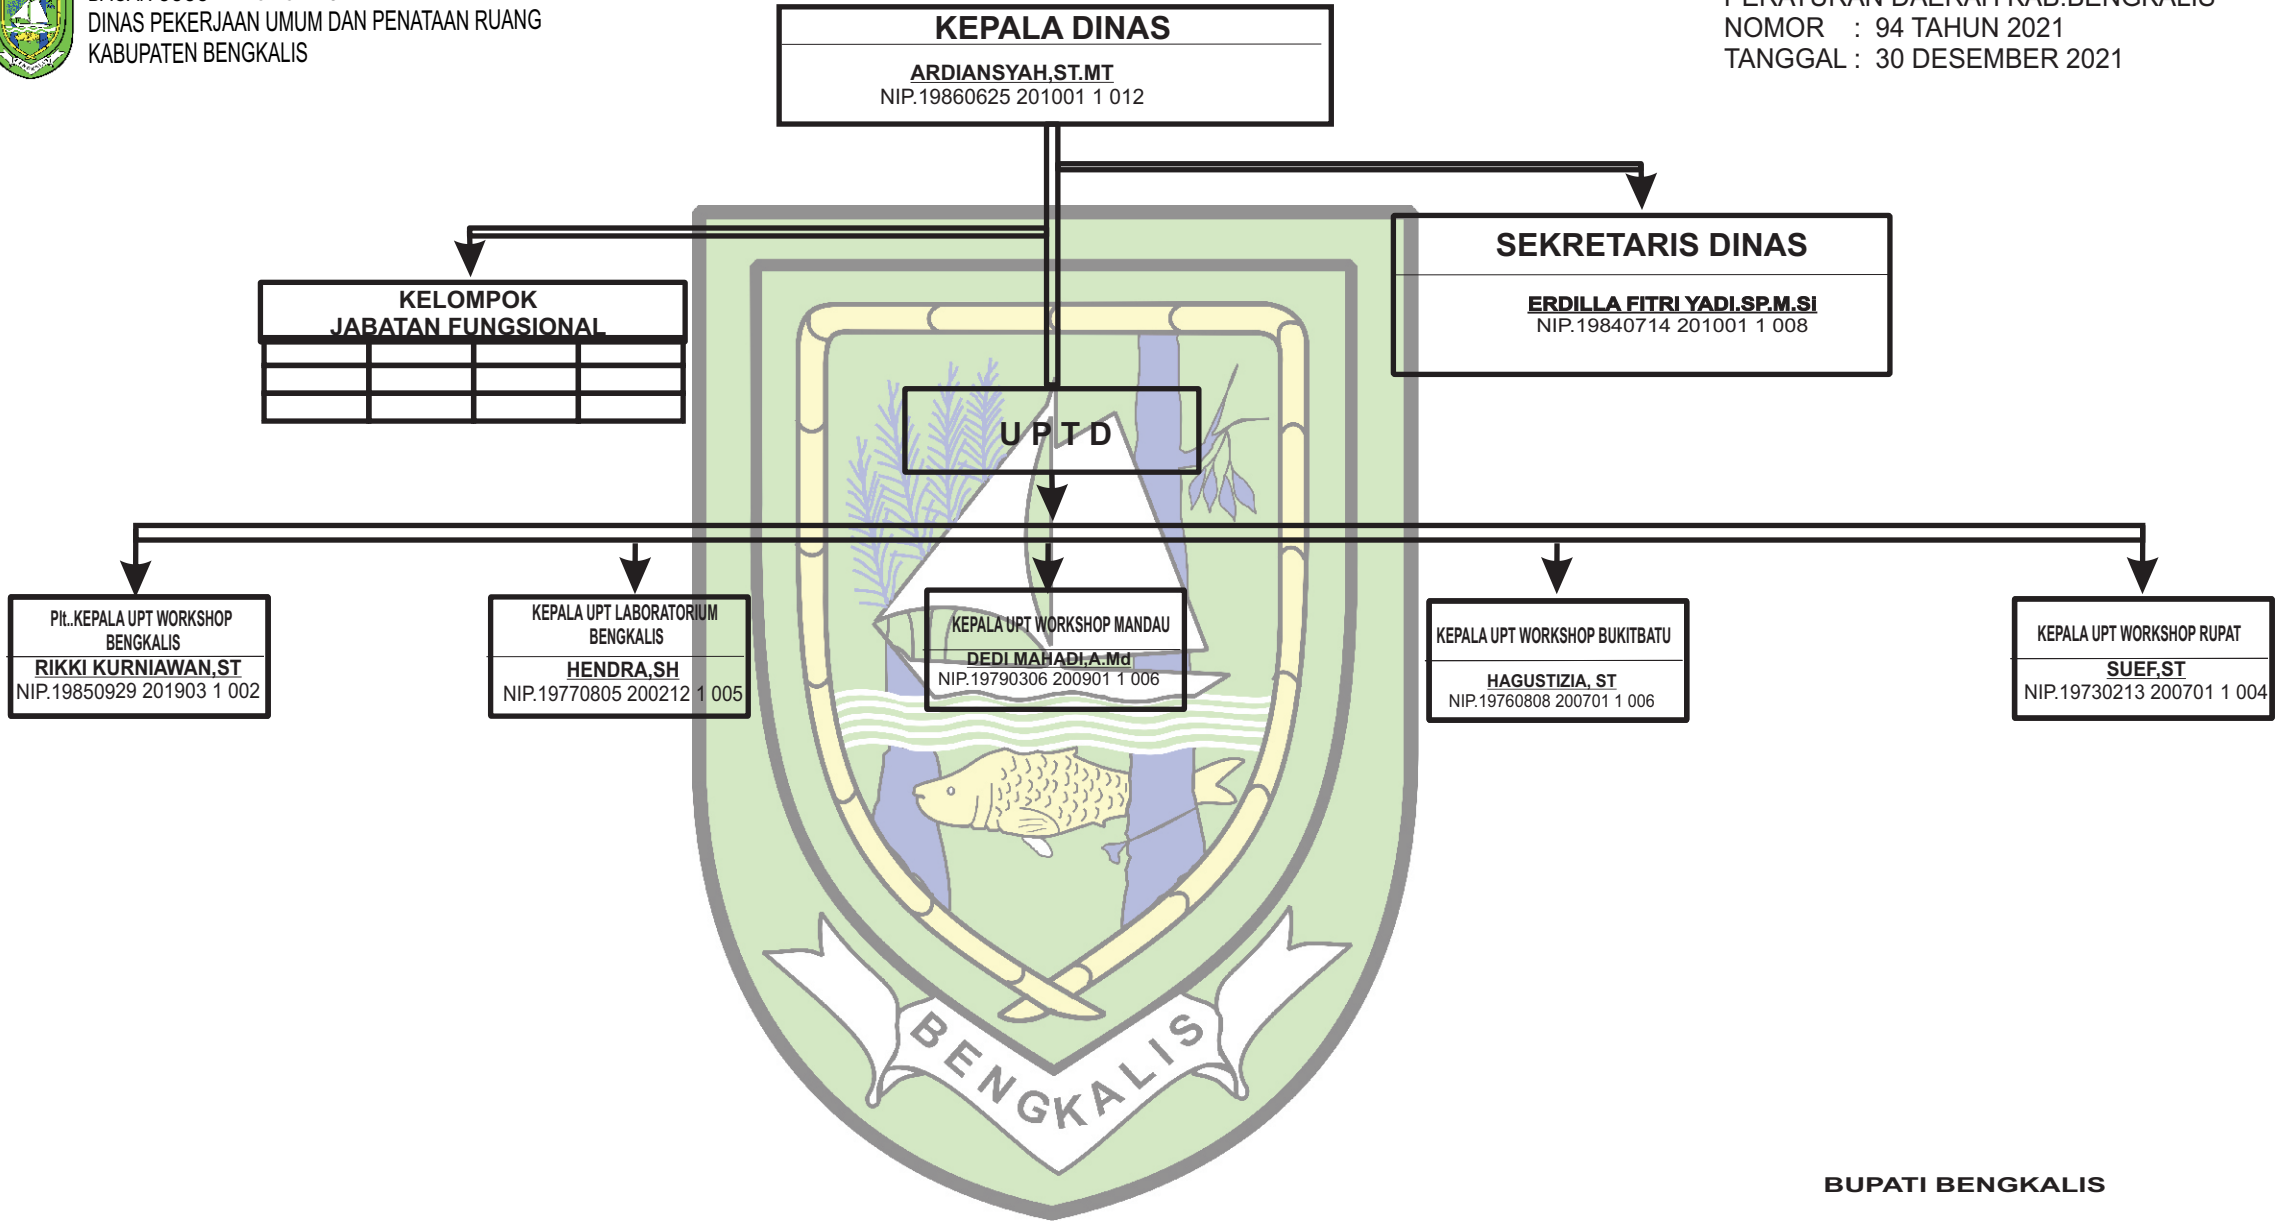 DINAS PEKERJAAN UMUM DAN PENATAAN RUANG
KABUPATEN BENGKALIS
KEPALA DINAS
ARDIANSYAH,ST.MT
NIP.19860625 201001 1 012
PERATURAN DAERAH KAB.BENGKALIS
NOMOR : 94 TAHUN 2021
TANGGAL : 30 DESEMBER 2021
SEKRETARIS DINAS
ERDILLA FITRI YADI.SP.M.Si
NIP.19840714 201001 1 008
KELOMPOK
JABATAN FUNGSIONAL
U P T D
Plt..KEPALA UPT WORKSHOP
BENGKALIS
RIKKI KURNIAWAN,ST
NIP.19850929 201903 1 002
KEPALA UPT LABORATORIUM
BENGKALIS
HENDRA,SH
NIP.19770805 200212 1 005
KEPALA UPT WORKSHOP MANDAU
DEDI MAHADI,A.Md
NIP.19790306 200901 1 006
KEPALA UPT WORKSHOP BUKITBATU
HAGUSTIZIA, ST
NIP.19760808 200701 1 006
KEPALA UPT WORKSHOP RUPAT
SUEF,ST
NIP.19730213 200701 1 004
BENGKALIS
BUPATI BENGKALIS